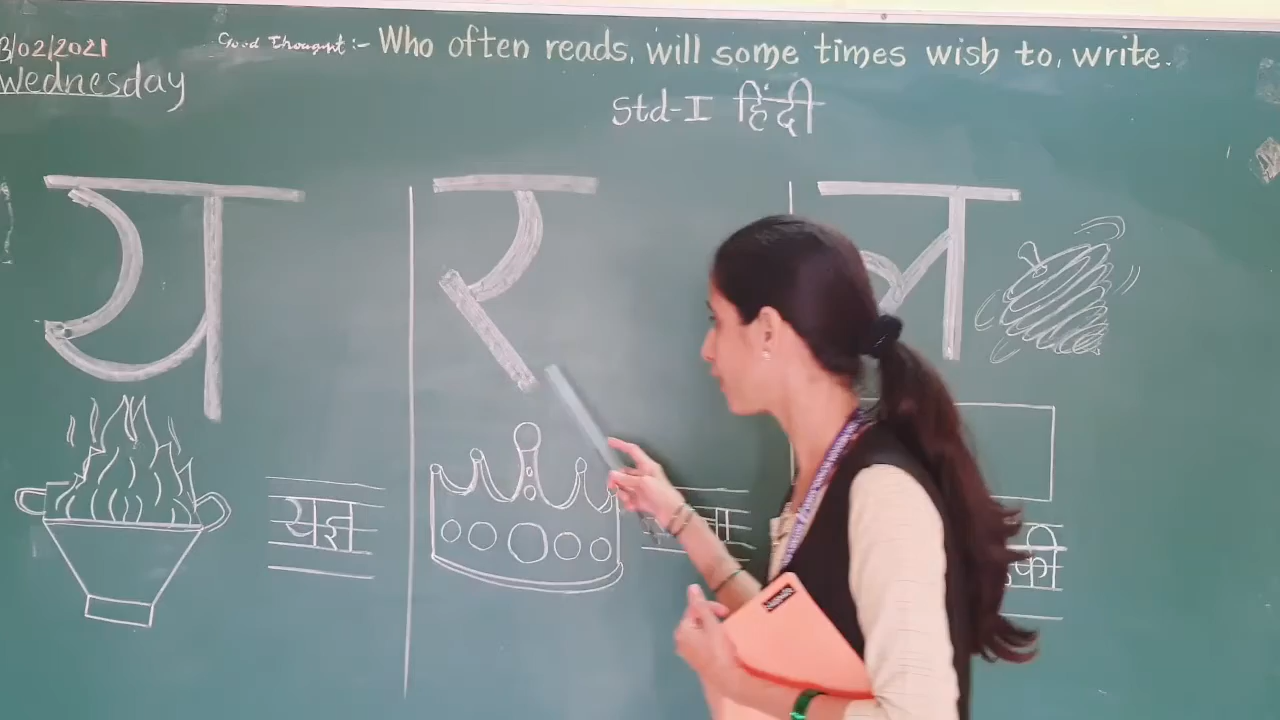 3/02/2021
Good Thought:- Who often reads, will some times wish to, write.
Wednesday
Std-I हिंदी
य
र
यज्ञ